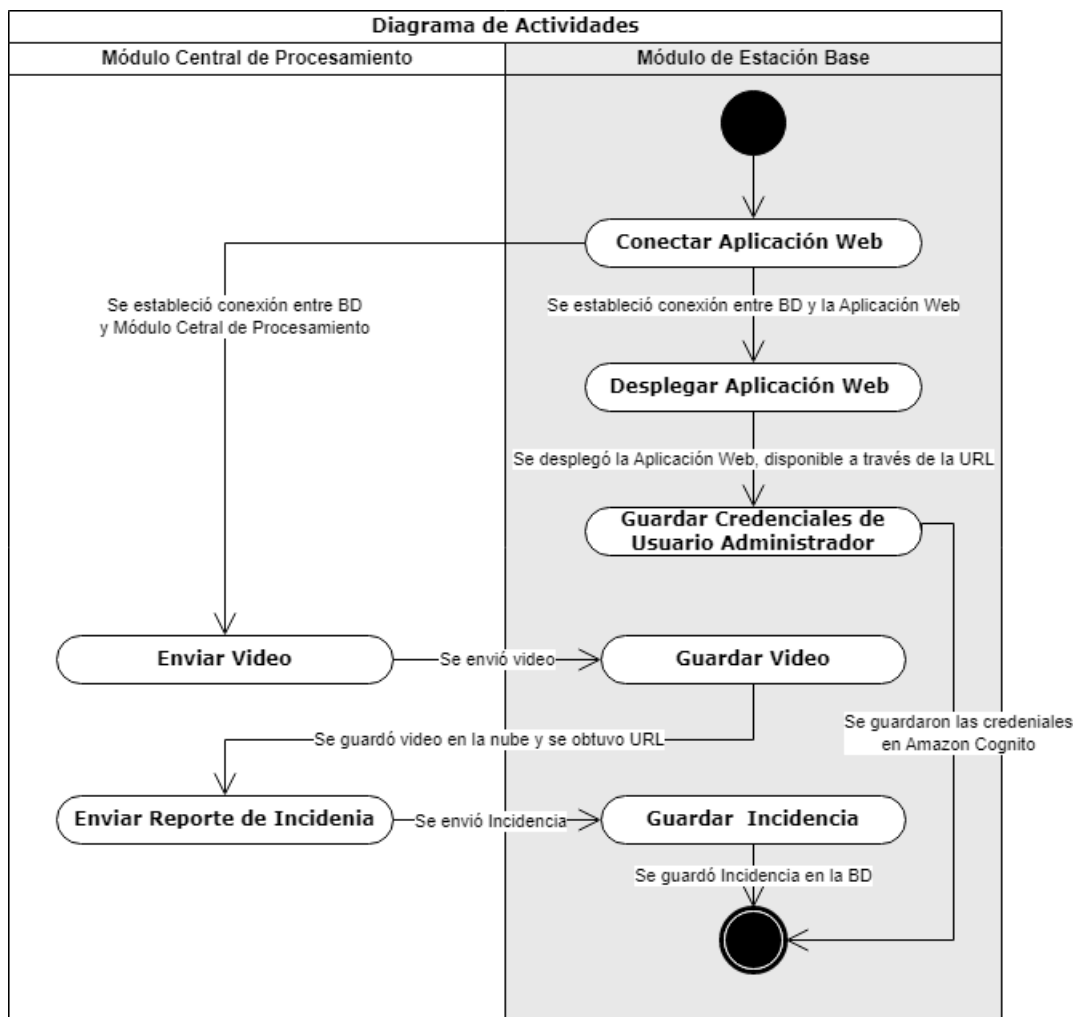 Diagrama de Actividades
Módulo Central de Procesamiento
Módulo de Estación Base
Conectar Aplicación Web
Se estableció conexión entre BD
y Módulo Cetral de Procesamiento
Se estableció conexión entre BD y la Aplicación Web
Desplegar Aplicación Web
Se desplegó la Aplicación Web, disponible a través de la URL
Guardar Credenciales de
Usuario Administrador
Enviar Video
Se envió video
Guardar Video
Se guardaron las credeniales
en Amazon Cognito
Se guardó video en la nube y se obtuvo URL
Enviar Reporte de Incidenia
Se envió Incidencia
Guardar  Incidencia
Se guardó Incidencia en la BD